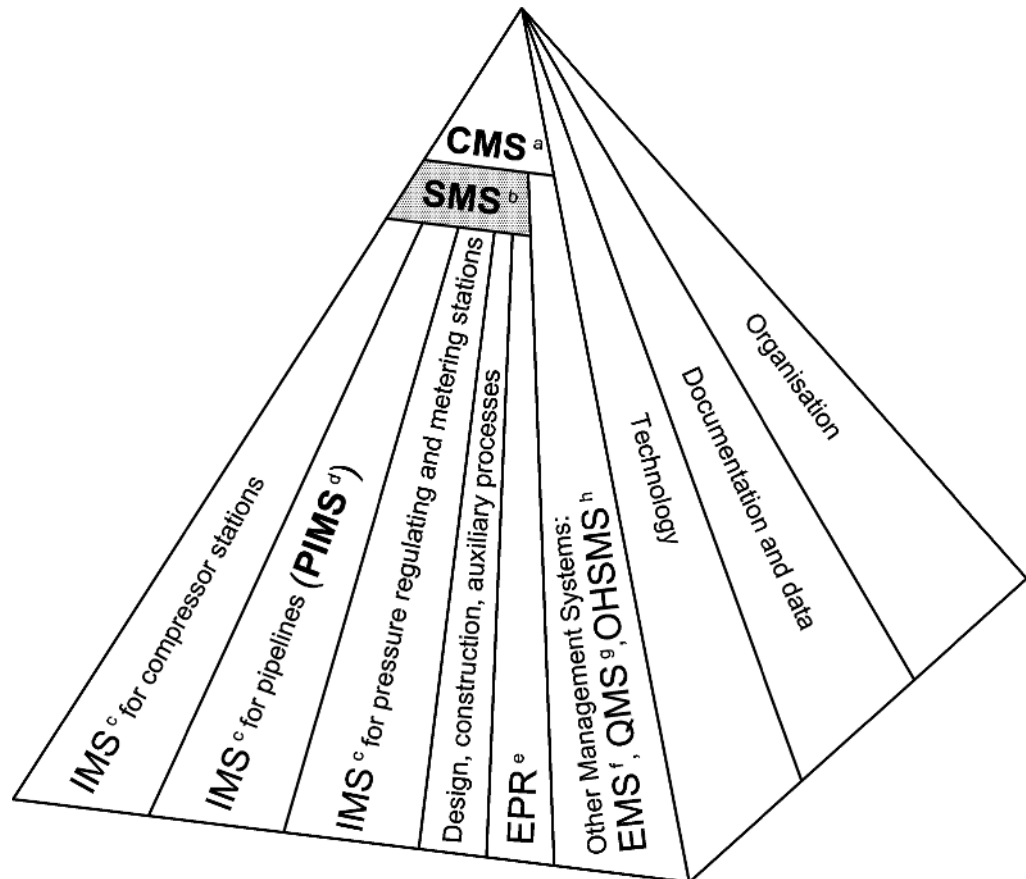 CMS a
SMS b
IMS c for compressor stations
IMS c for pipelines (PIMS d)
IMS c for pressure regulating and metering stations
Design, construction, auxiliary processes
EPR e
Other Management Systems:
EMS f, QMS g, OHSMS h
Technology
Documentation and data
Organisation